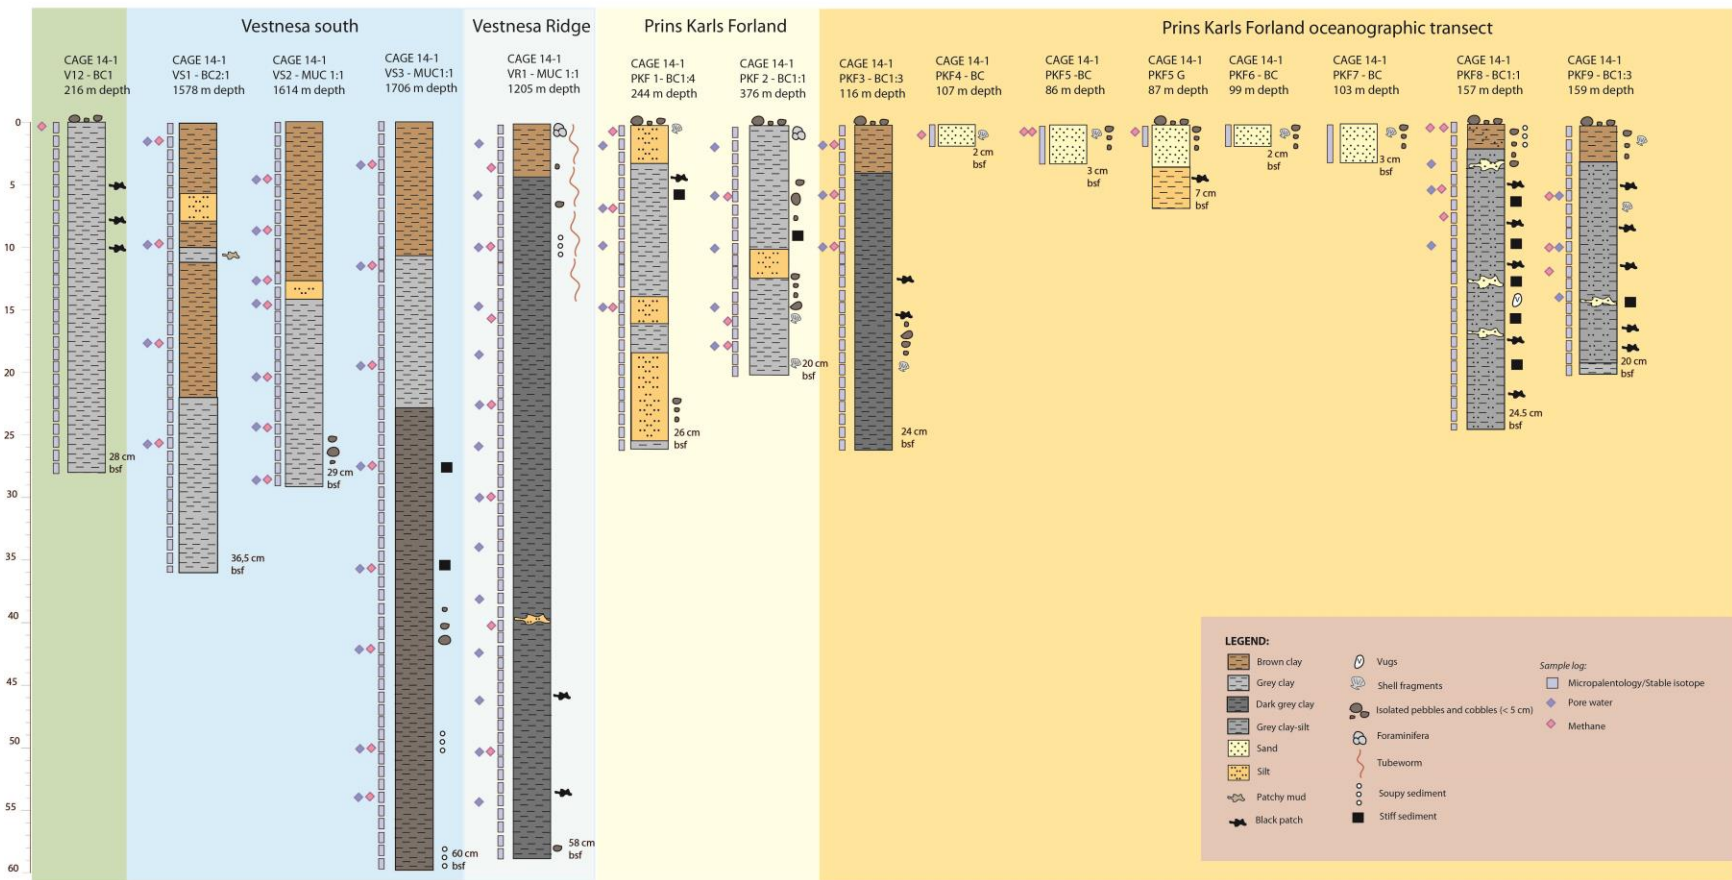 Vestnesa south
Vestnesa Ridge
Prins Karls Forland
Prins Karls Forland oceanographic transect
CAGE 14-1
V12 - BC1
216 m depth
CAGE 14-1
VS1 - BC2:1
1578 m depth
CAGE 14-1
VS2 - MUC 1:1
1614 m depth
CAGE 14-1
VS3 - MUC1:1
1706 m depth
CAGE 14-1
VR1 - MUC 1:1
1205 m depth
CAGE 14-1
PKF 1 - BC1:4
244 m depth
CAGE 14-1
PKF 2 - BC1:1
376 m depth
CAGE 14-1
PKF3 - BC1:3
116 m depth
CAGE 14-1
PKF4 - BC
107 m depth
CAGE 14-1
PKF5 -BC
86 m depth
CAGE 14-1
PKF5 G
87 m depth
CAGE 14-1
PKF6 - BC
99 m depth
CAGE 14-1
PKF7 - BC
103 m depth
CAGE 14-1
PKF8 - BC1:1
157 m depth
CAGE 14-1
PKF9 - BC1:3
159 m depth
0
5
10
15
20
25
30
35
40
45
50
55
60
28 cm
bsf
36,5 cm
bsf
29 cm
bsf
60 cm
bsf
58 cm
bsf
26 cm
bsf
20 cm
bsf
24 cm
bsf
2 cm
bsf
3 cm
bsf
7 cm
bsf
2 cm
bsf
3 cm
bsf
24.5 cm
bsf
20 cm
bsf
LEGEND:
Brown clay
Grey clay
Dark grey clay
Grey clay-silt
Sand
Silt
Patchy mud
Black patch
V
Vugs
Shell fragments
Isolated pebbles and cobbles (< 5 cm)
Foraminifera
Tubeworm
Soupy sediment
Stiff sediment
Sample log:
Micropalentology/Stable isotope
Pore water
Methane
V